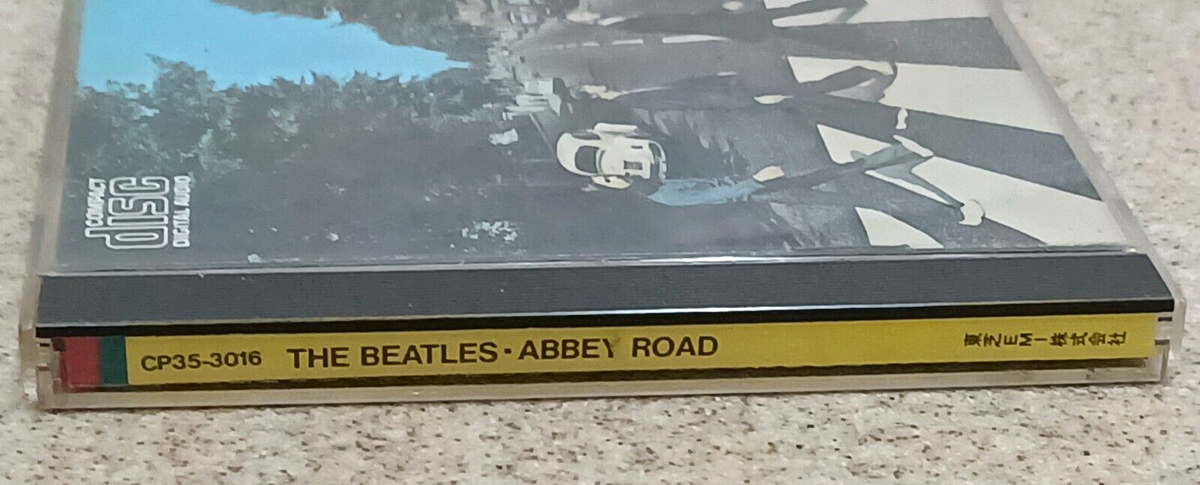 COMPACT
disc
DIGITAL AUDIO
CP35-3016 THE BEATLES・ABBEY ROAD 東芝EMI株式会社